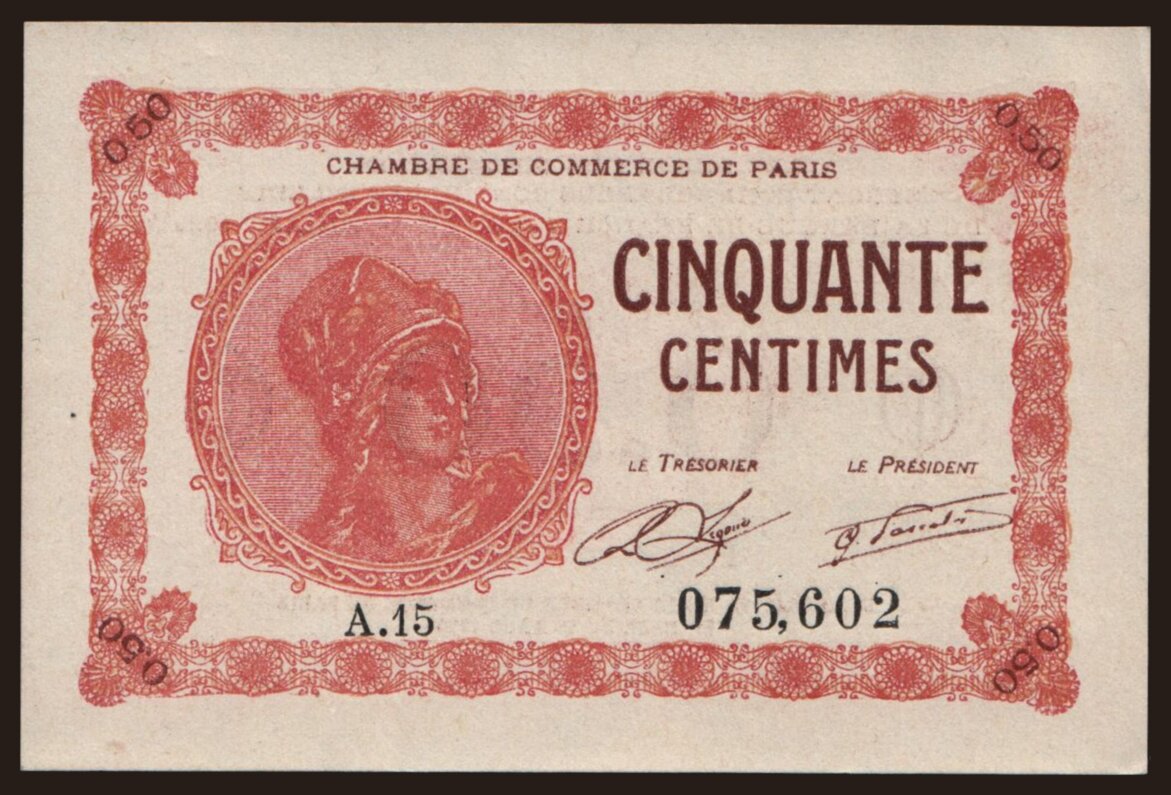 0.50 0.50
CHAMBRE DE COMMERCE DE PARIS
CINQUANTE
CENTIMES
LE TRÉSORIER LE PRÉSIDENT
A.15 075,602
0.50 0.50